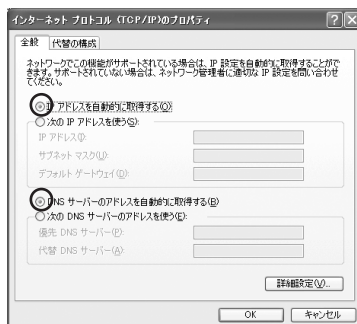 インターネット プロトコル (TCP/IP)のプロパティ
全般 代替の構成
ネットワークでこの機能がサポートされている場合は、IP 設定を自動的に取得することがで
きます。サポートされていない場合は、ネットワーク管理者に適切な IP 設定を問い合わせ
てください。
IP アドレスを自動的に取得する(O)
次の IP アドレスを使う(S):
IP アドレス(I):
サブネット マスク(U):
デフォルト ゲートウェイ(D):
DNS サーバーのアドレスを自動的に取得する(B)
次の DNS サーバーのアドレスを使う(E):
優先 DNS サーバー(P):
代替 DNS サーバー(A):
詳細設定(V)...
OK キャンセル